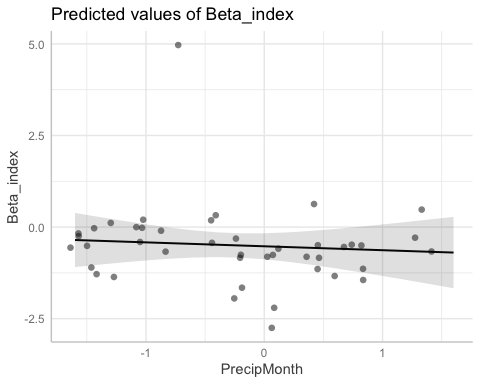 Predicted values of Beta_index
5.0
2.5
0.0
-2.5
Beta_index
-1
0
1
PrecipMonth